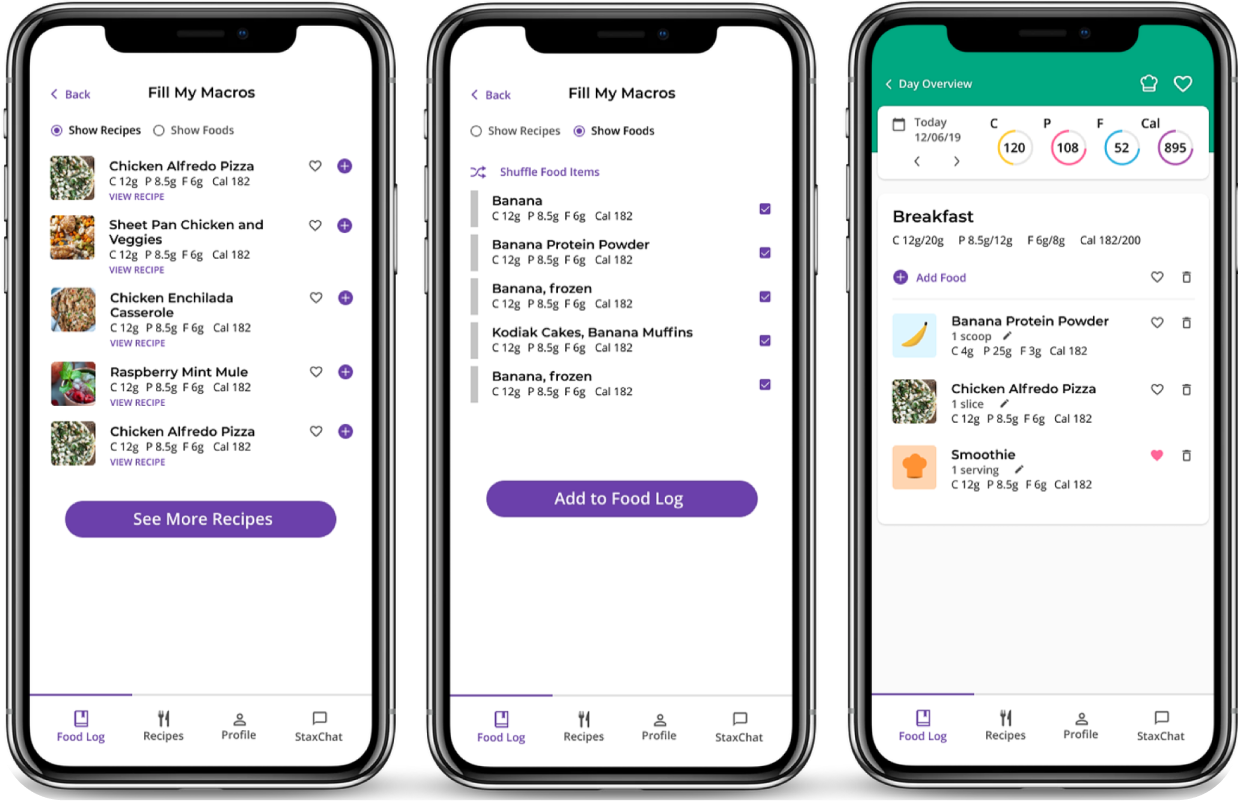 Back
Fill My Macros
Show Recipes
Show Foods
Chicken Alfredo Pizza
C 12g P 8.5g F 6g Cal 182
VIEW RECIPE
Sheet Pan Chicken and
Veggies
C 12g P 8.5g F 6g Cal 182
VIEW RECIPE
Chicken Enchilada
Casserole
C 12g P 8.5g F 6g Cal 182
VIEW RECIPE
Raspberry Mint Mule
C 12g P 8.5g F 6g Cal 182
VIEW RECIPE
Chicken Alfredo Pizza
C 12g P 8.5g F 6g Cal 182
VIEW RECIPE
See More Recipes
Food Log
Recipes
Profile
StaxChat
Back
Fill My Macros
Show Recipes
Show Foods
Shuffle Food Items
Banana
C 12g P 8.5g F 6g Cal 182
Banana Protein Powder
C 12g P 8.5g F 6g Cal 182
Banana, frozen
C 12g P 8.5g F 6g Cal 182
Kodiak Cakes, Banana Muffins
C 12g P 8.5g F 6g Cal 182
Banana, frozen
C 12g P 8.5g F 6g Cal 182
Add to Food Log
Food Log
Recipes
Profile
StaxChat
Day Overview
Today
12/06/19
C
P
F
Cal
120
108
52
895
Breakfast
C 12g/20g P 8.5g/12g F 6g/8g Cal 182/200
Add Food
Banana Protein Powder
1 scoop
C 4g P 25g F 3g Cal 182
Chicken Alfredo Pizza
1 slice
C 12g P 8.5g F 6g Cal 182
Smoothie
1 serving
C 12g P 8.5g F 6g Cal 182
Food Log
Recipes
Profile
StaxChat